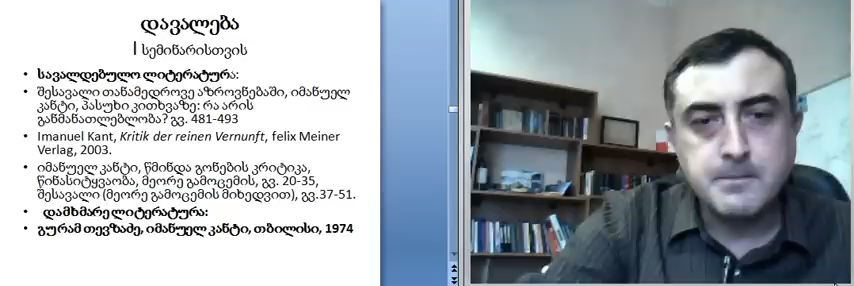 დავალება
I სემინარისთვის
• სავალდებულო ლიტერატურა:
• შესავალი თანამედროვე აზროვნებაში, იმანუელ
კანტი, პასუხი კითხვაზე: რა არის
განმანათლებლობა? გვ. 481-493
• Imanuel Kant, Kritik der reinen Vernunft, felix Meiner
Verlag, 2003.
• იმანუელ კანტი, წმინდა გონების კრიტიკა,
წინასიტყვაობა, მეორე გამოცემის, გვ. 20-35,
შესავალი (მეორე გამოცემის მიხედვით), გვ.37-51.
• დამხმარე ლიტერატურა:
• გურამ თევზაძე, იმანუელ კანტი, თბილისი, 1974